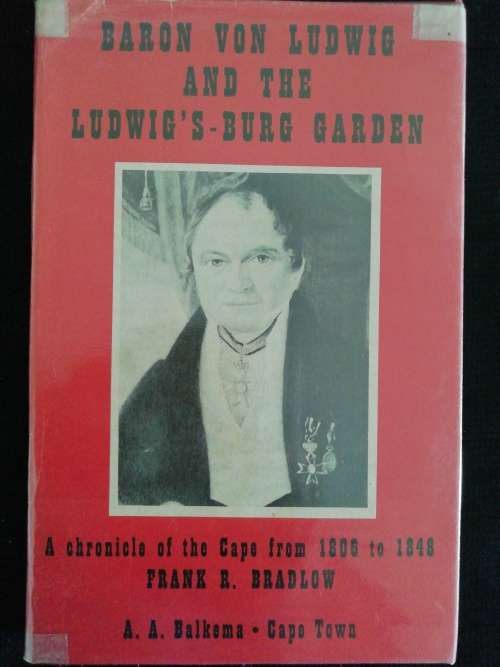 BARON VON LUDWIG
AND THE
LUDWIG'S-BURG GARDEN
A chronicle of the Cape from 1806 to 1848
FRANK R. BRADLOW
A. A. Balkema • Cape Town